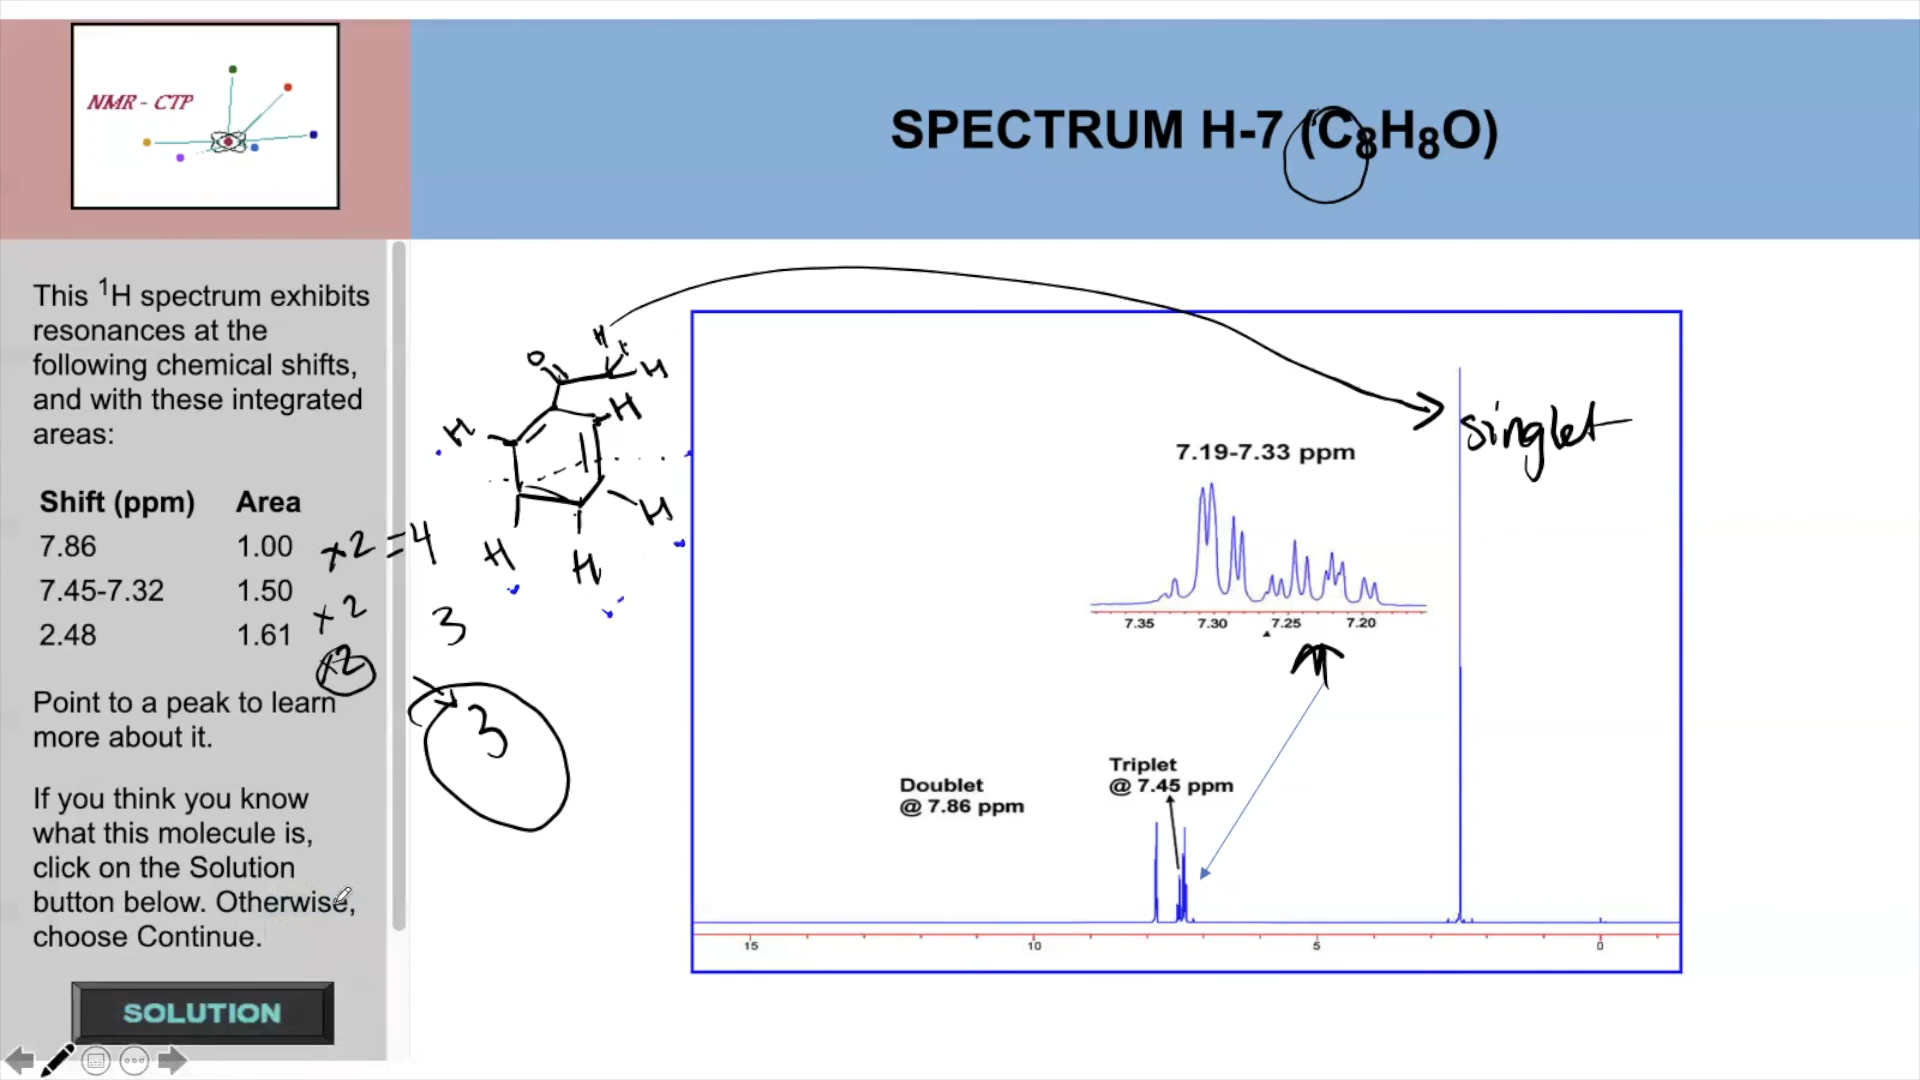 NMR - CTP
SPECTRUM H-7 (C₈H₈O)
This ¹H spectrum exhibits
resonances at the
following chemical shifts,
and with these integrated
areas:
Shift (ppm) Area
7.86 1.00 x2 = 4
7.45-7.32 1.50 x2 3
2.48 1.61 x2
3
Point to a peak to learn
more about it.
If you think you know
what this molecule is,
click on the Solution
button below. Otherwise,
choose Continue.
SOLUTION
H
O
H
H
H
H
H
H
singlet
7.19-7.33 ppm
7.35 7.30 7.25 7.20
Triplet
@ 7.45 ppm
Doublet
@ 7.86 ppm
15 10 5 0